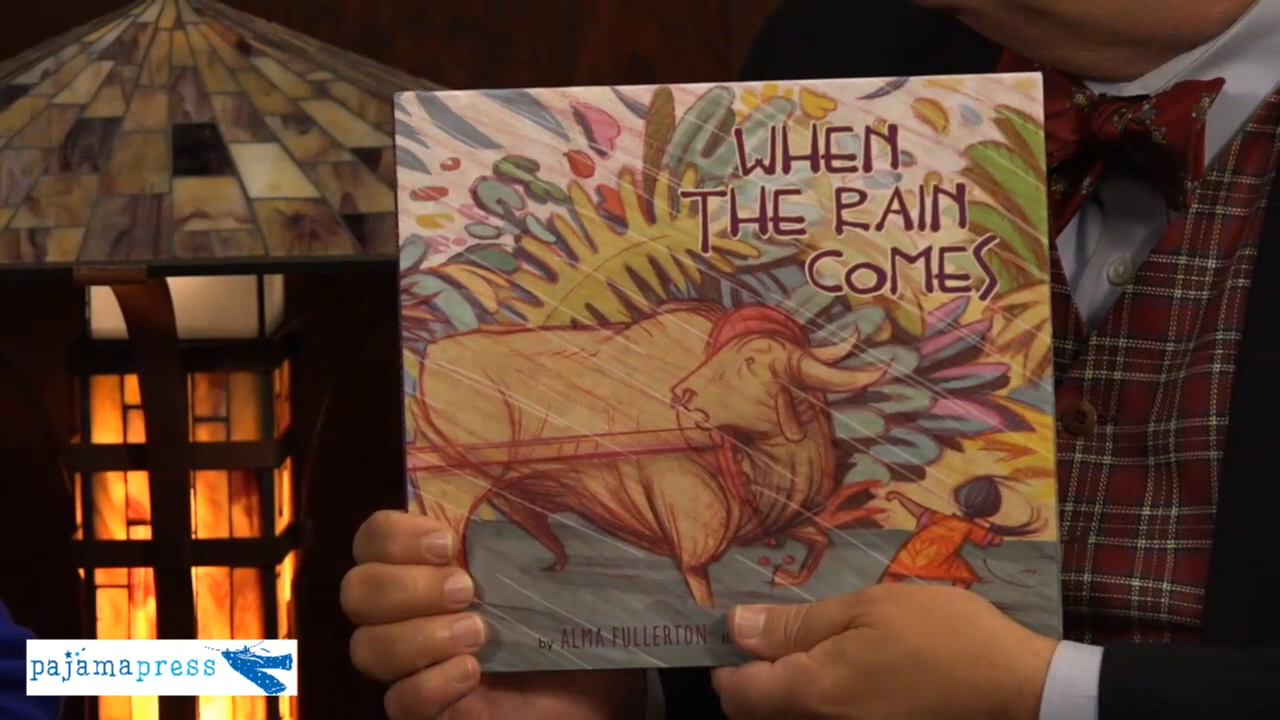 WHEN
THE RAIN
COMES
by ALMA FULLERTON
pajamapress